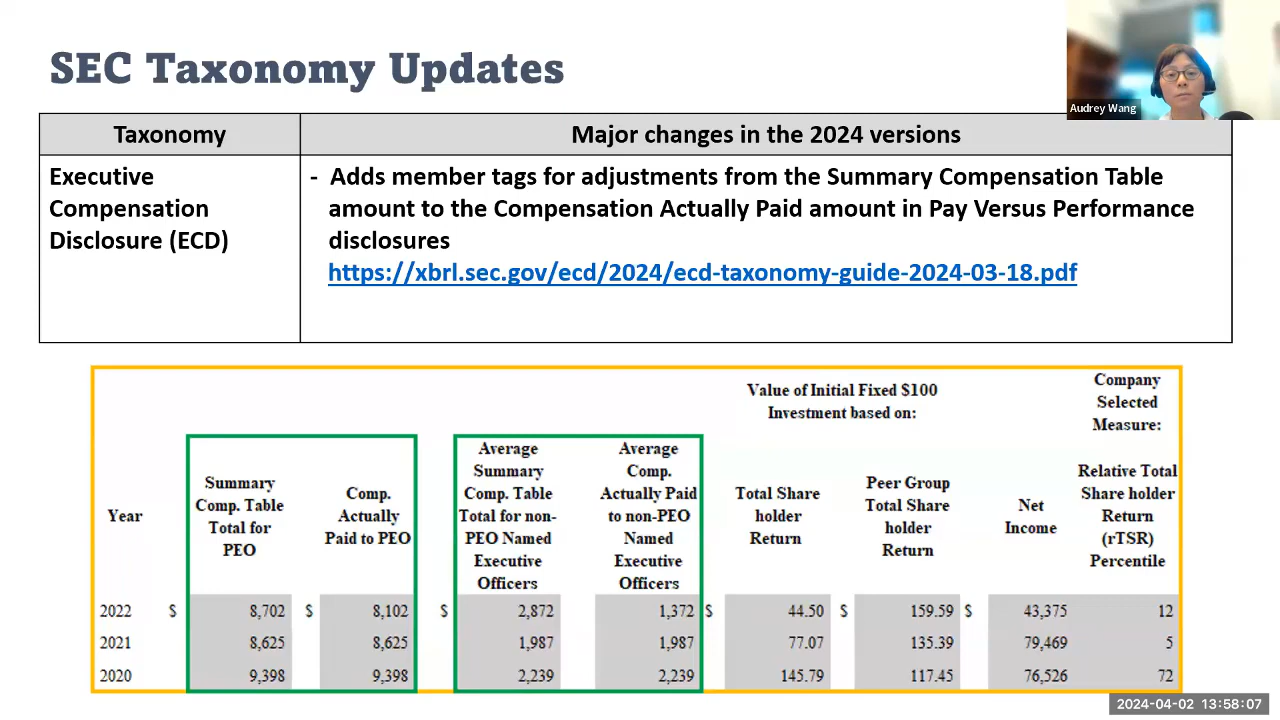 SEC Taxonomy Updates
Audrey Wang
Taxonomy
Major changes in the 2024 versions
Executive
Compensation
Disclosure (ECD)
- Adds member tags for adjustments from the Summary Compensation Table
amount to the Compensation Actually Paid amount in Pay Versus Performance
disclosures
https://xbrl.sec.gov/ecd/2024/ecd-taxonomy-guide-2024-03-18.pdf
Value of Initial Fixed $100
Investment based on:
Company
Selected
Measure:
Year
Summary
Comp. Table
Total for
PEO
Comp.
Actually
Paid to PEO
Average
Summary
Comp. Table
Total for non-
PEO Named
Executive
Officers
Average
Comp.
Actually Paid
to non-PEO
Named
Executive
Officers
Total Share
holder
Return
Peer Group
Total Share
holder
Return
Net
Income
Relative Total
Share holder
Return
(rTSR)
Percentile
2022 $ 8,702 $ 8,102 $ 2,872 1,372 $ 44.50 $ 159.59 $ 43,375 12
2021 8,625 8,625 1,987 1,987 77.07 135.39 79,469 5
2020 9,398 9,398 2,239 2,239 145.79 117.45 76,526 72
2024-04-02 13:58:07